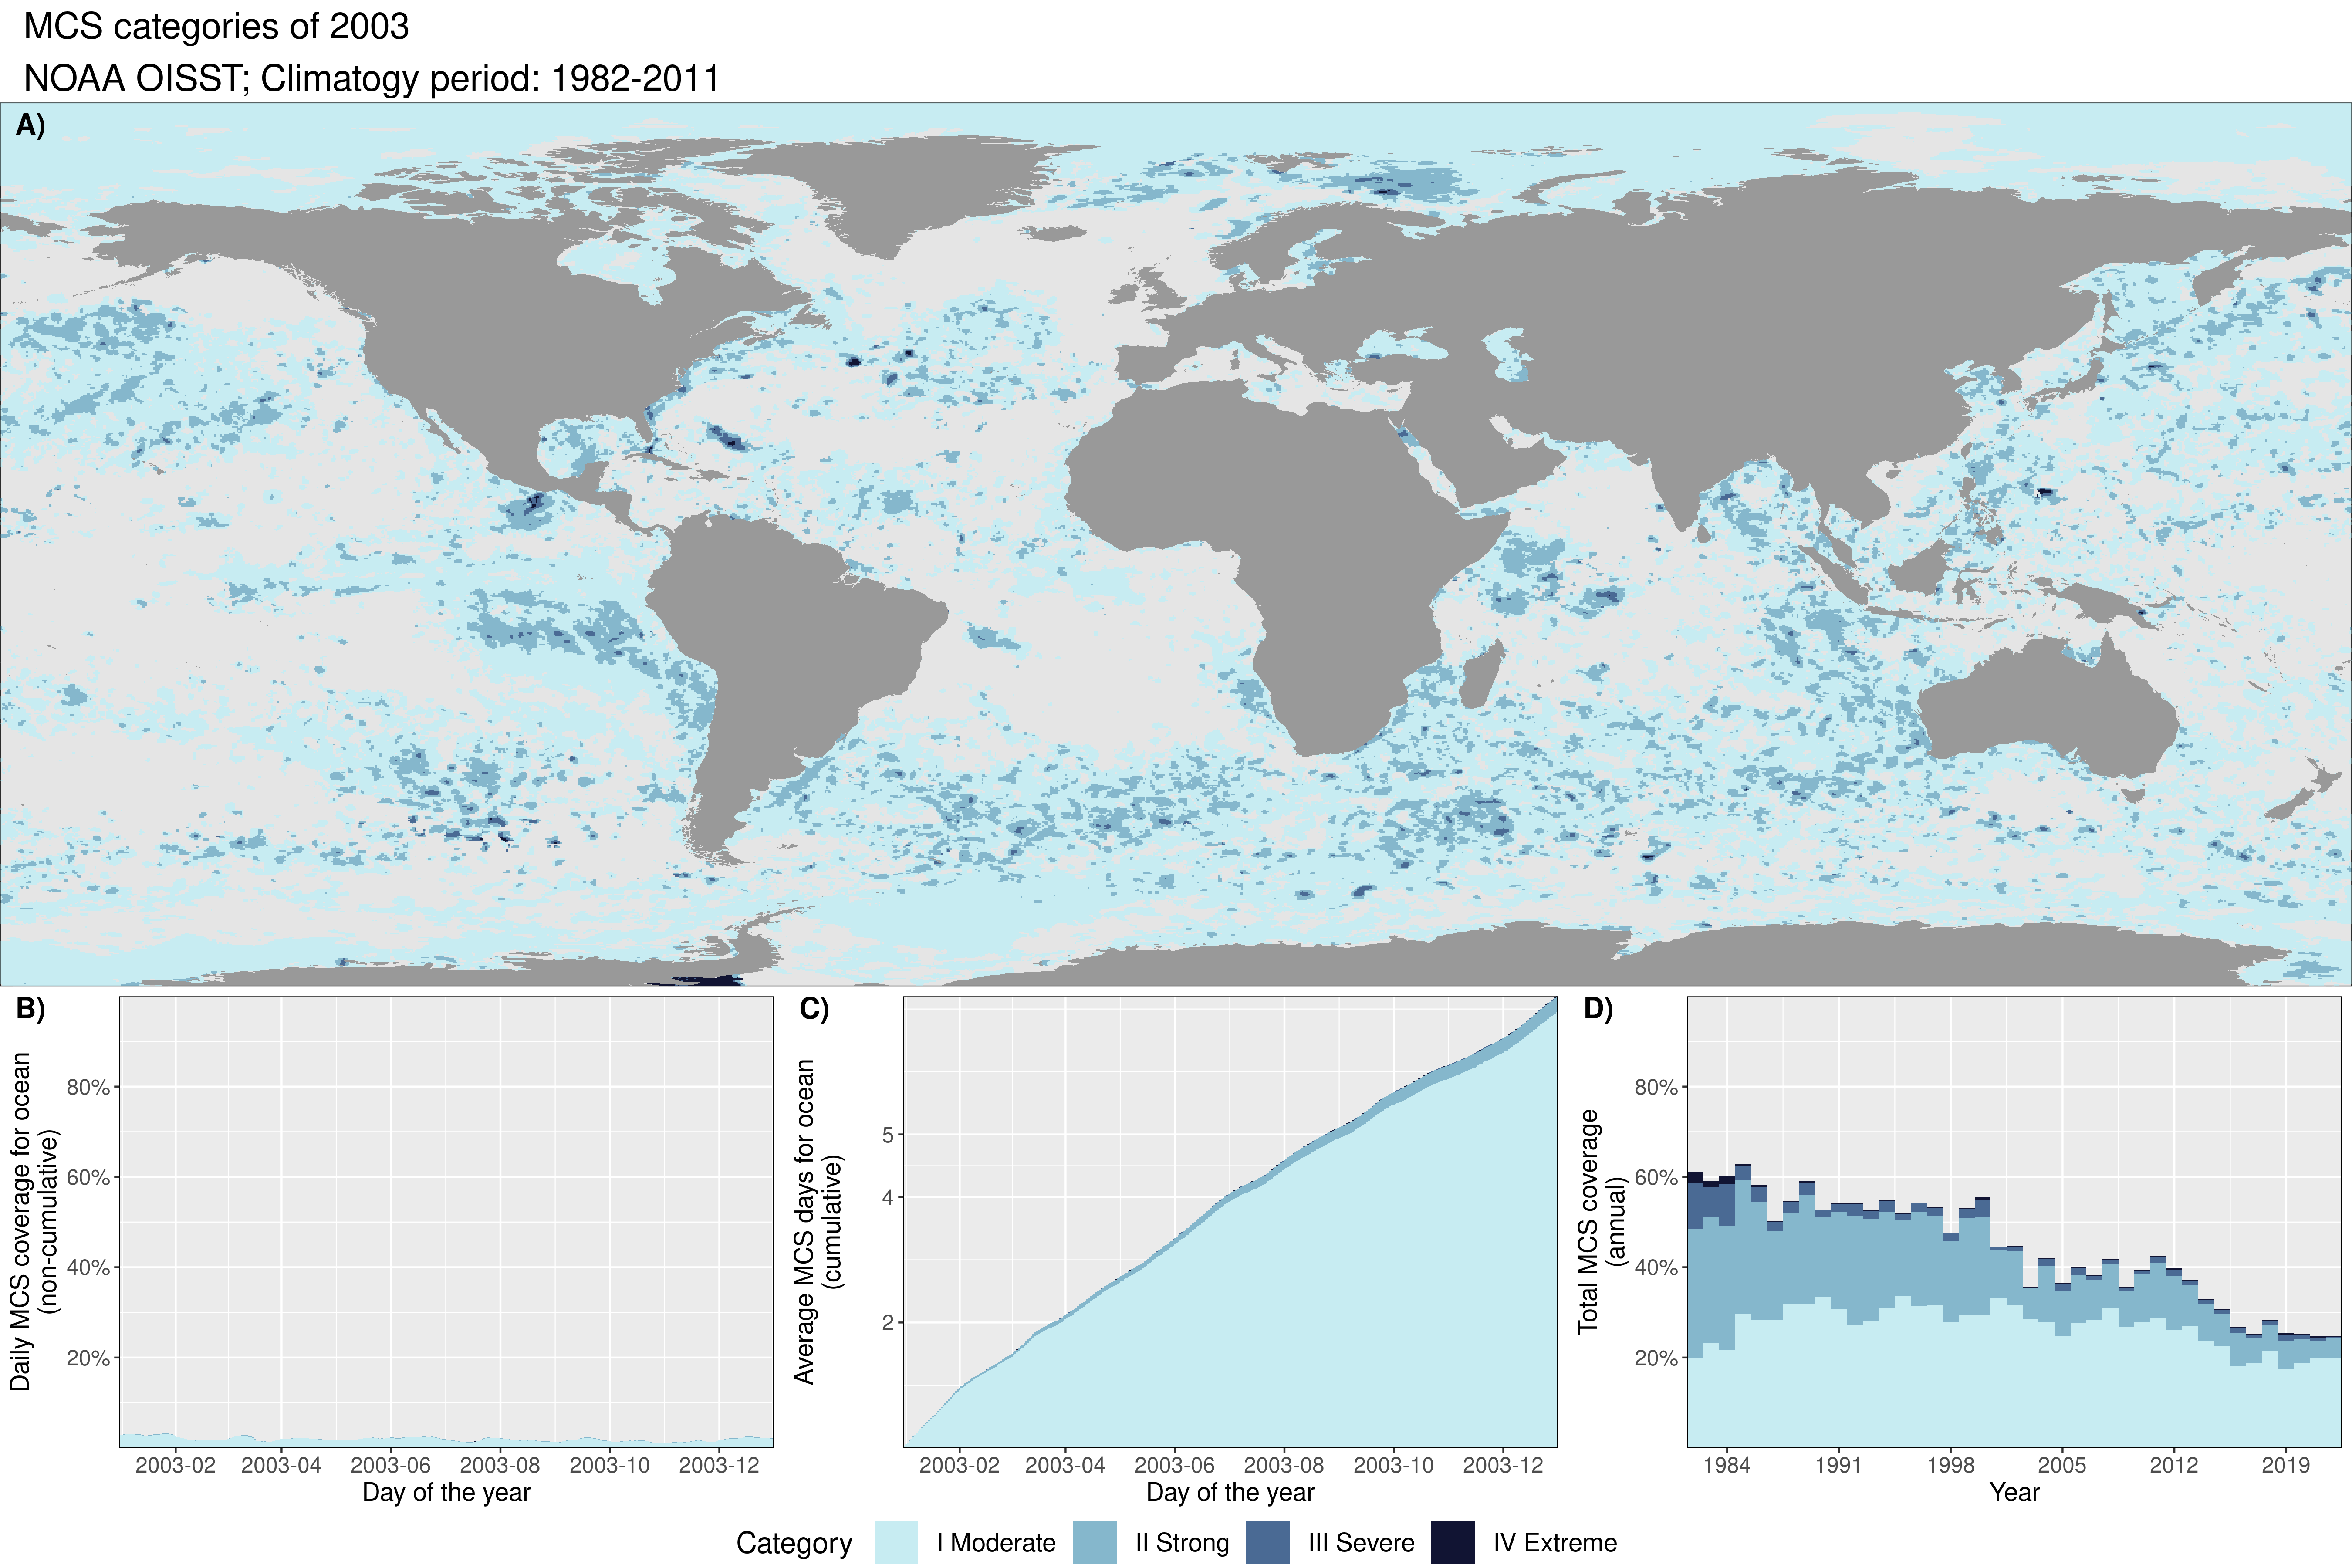 MCS categories of 2003
NOAA OISST; Climatogy period: 1982-2011
A)
B)
Daily MCS coverage for ocean
(non-cumulative)
80%
60%
40%
20%
2003-02 2003-04 2003-06 2003-08 2003-10 2003-12
Day of the year
C)
Average MCS days for ocean
(cumulative)
5
4
2
2003-02 2003-04 2003-06 2003-08 2003-10 2003-12
Day of the year
D)
Total MCS coverage
(annual)
80%
60%
40%
20%
1984 1991 1998 2005 2012 2019
Year
Category I Moderate II Strong III Severe IV Extreme